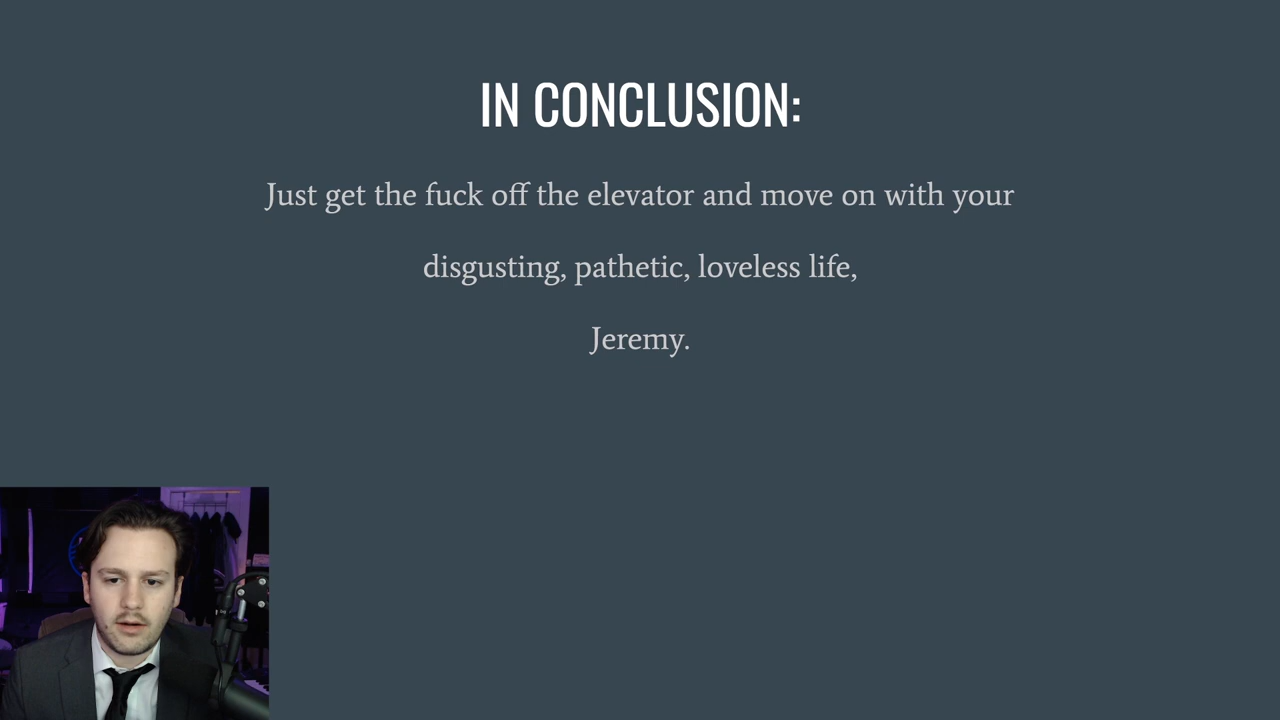 IN CONCLUSION:
Just get the fuck off the elevator and move on with your
disgusting, pathetic, loveless life,
Jeremy.